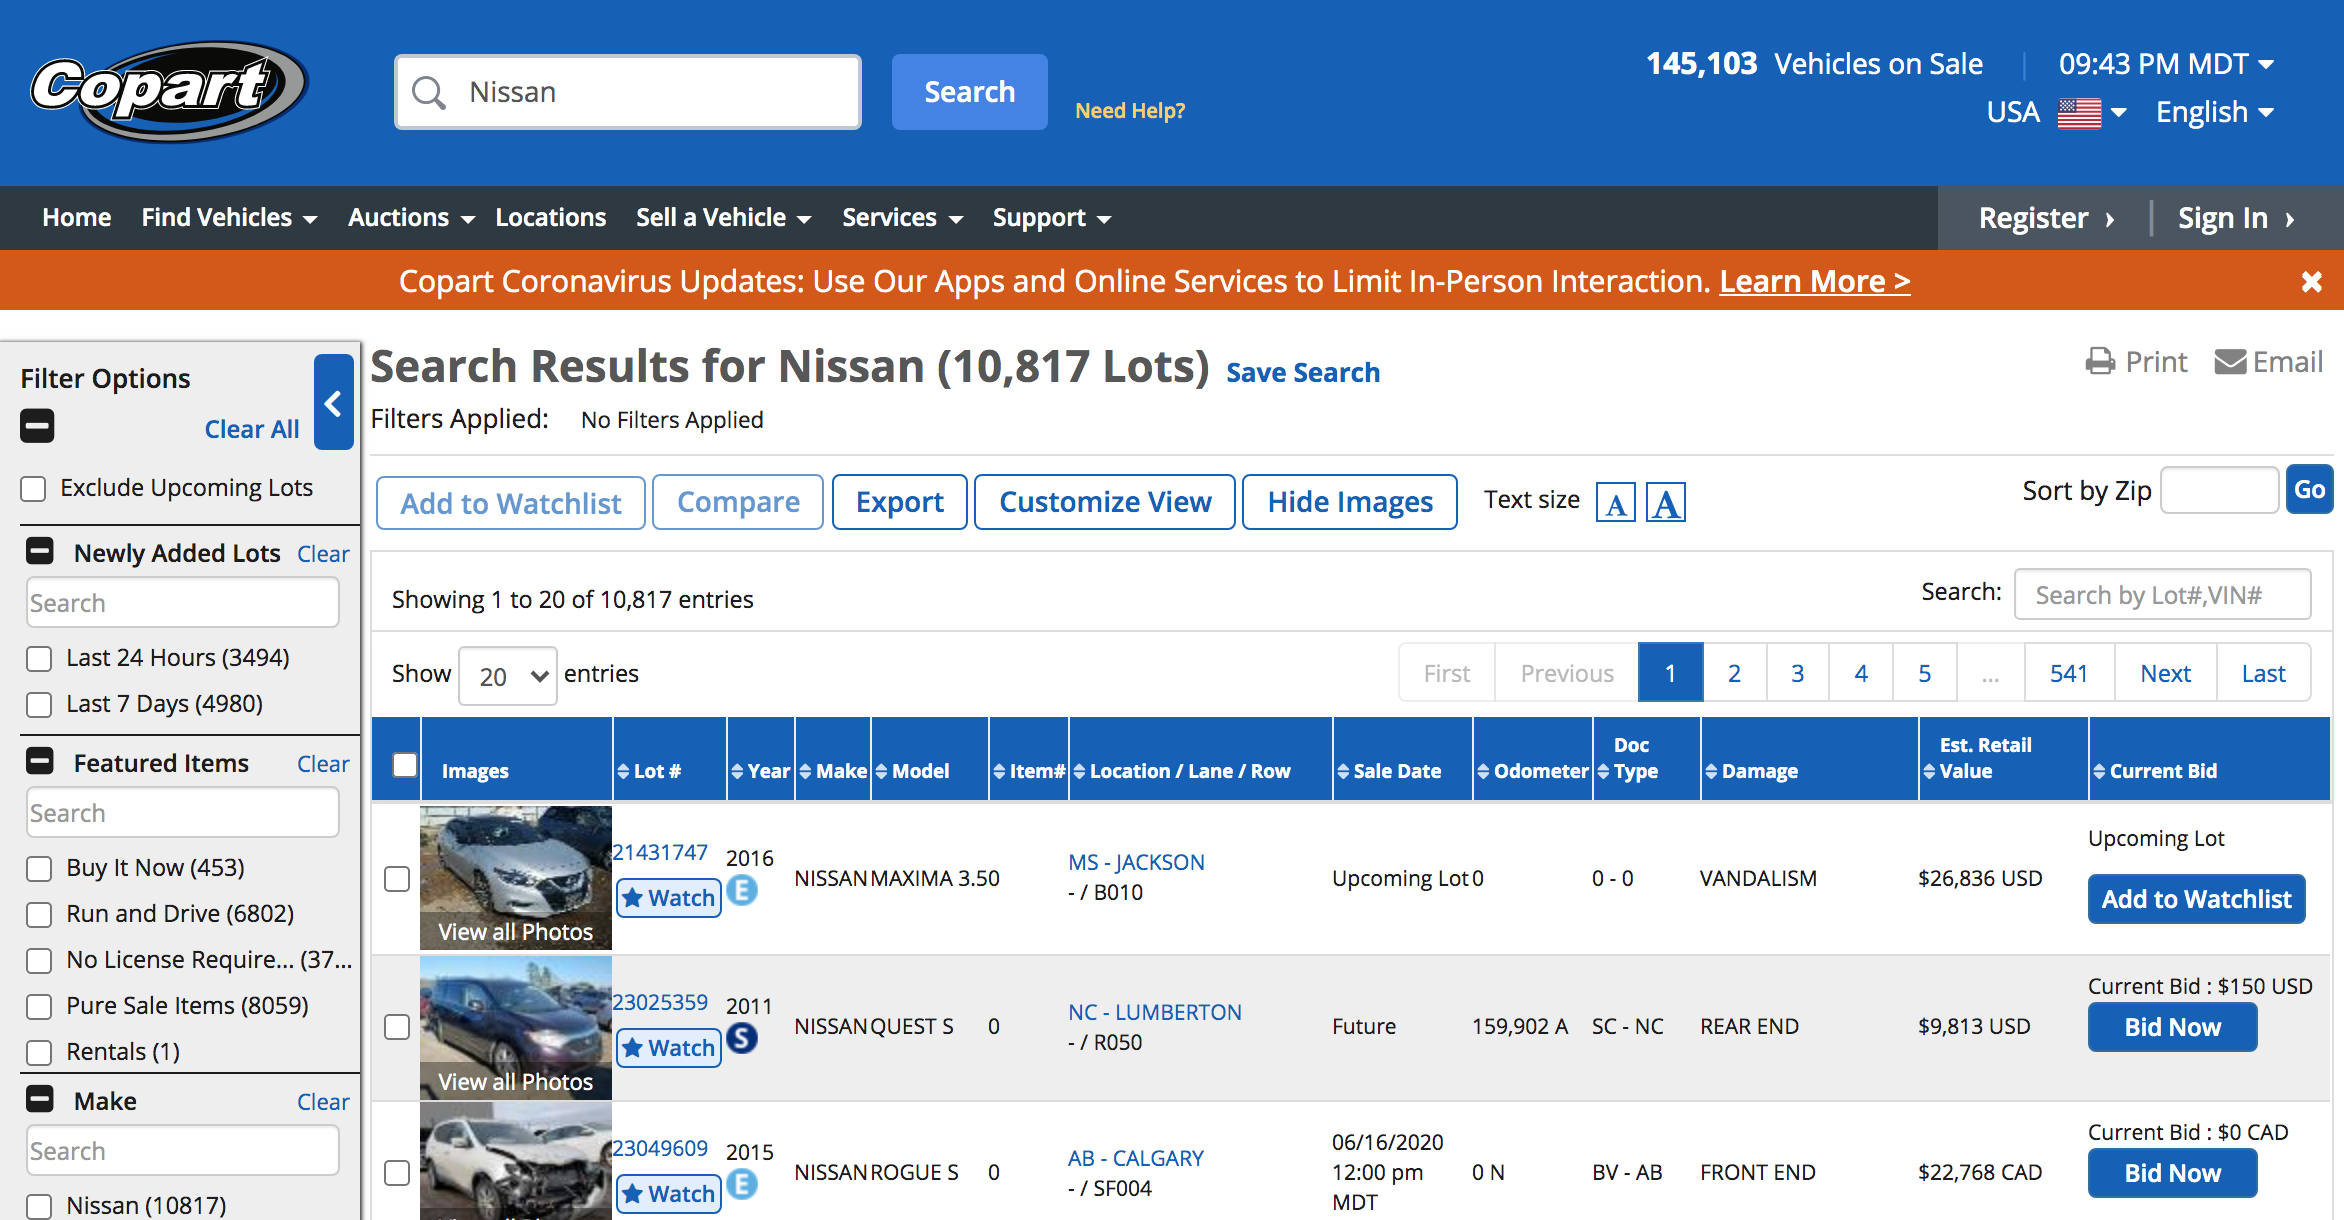 Copart
Nissan
Search
Need Help?
145,103 Vehicles on Sale
09:43 PM MDT
USA
English
Home
Find Vehicles
Auctions
Locations
Sell a Vehicle
Services
Support
Register
Sign In
Copart Coronavirus Updates: Use Our Apps and Online Services to Limit In-Person Interaction. Learn More >
Filter Options
Clear All
Exclude Upcoming Lots
Newly Added Lots Clear
Search
Last 24 Hours (3494)
Last 7 Days (4980)
Featured Items Clear
Search
Buy It Now (453)
Run and Drive (6802)
No License Require... (37...
Pure Sale Items (8059)
Rentals (1)
Make Clear
Search
Nissan (10817)
Search Results for Nissan (10,817 Lots) Save Search
Print
Email
Filters Applied: No Filters Applied
Add to Watchlist
Compare
Export
Customize View
Hide Images
Text size A A
Sort by Zip
Go
Showing 1 to 20 of 10,817 entries
Search: Search by Lot#,VIN#
Show 20 entries
First Previous 1 2 3 4 5 ... 541 Next Last
Images Lot # Year Make Model Item# Location / Lane / Row Sale Date Odometer Doc Type Damage Est. Retail Value Current Bid
View all Photos
21431747
Watch
2016
E
NISSAN MAXIMA 3.5 0
MS - JACKSON
- / B010
Upcoming Lot 0 0 - 0 VANDALISM $26,836 USD
Upcoming Lot
Add to Watchlist
View all Photos
23025359
Watch
2011
S
NISSAN QUEST S 0
NC - LUMBERTON
- / R050
Future 159,902 A SC - NC REAR END $9,813 USD
Current Bid : $150 USD
Bid Now
23049609
Watch
2015
E
NISSAN ROGUE S 0
AB - CALGARY
- / SF004
06/16/2020
12:00 pm
MDT
0 N BV - AB FRONT END $22,768 CAD
Current Bid : $0 CAD
Bid Now